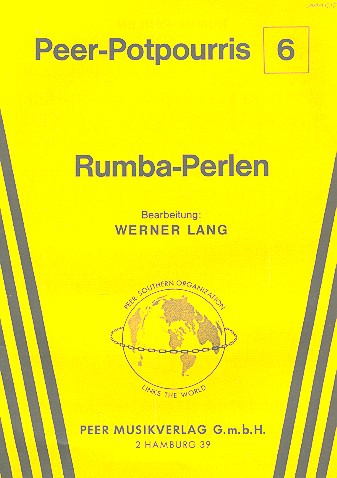 Peer-Potpourris 6
Rumba-Perlen
Bearbeitung:
WERNER LANG
PEER SOUTHERN ORGANIZATION
LINKS THE WORLD
PEER MUSIKVERLAG G.m.b.H.
2 HAMBURG 39